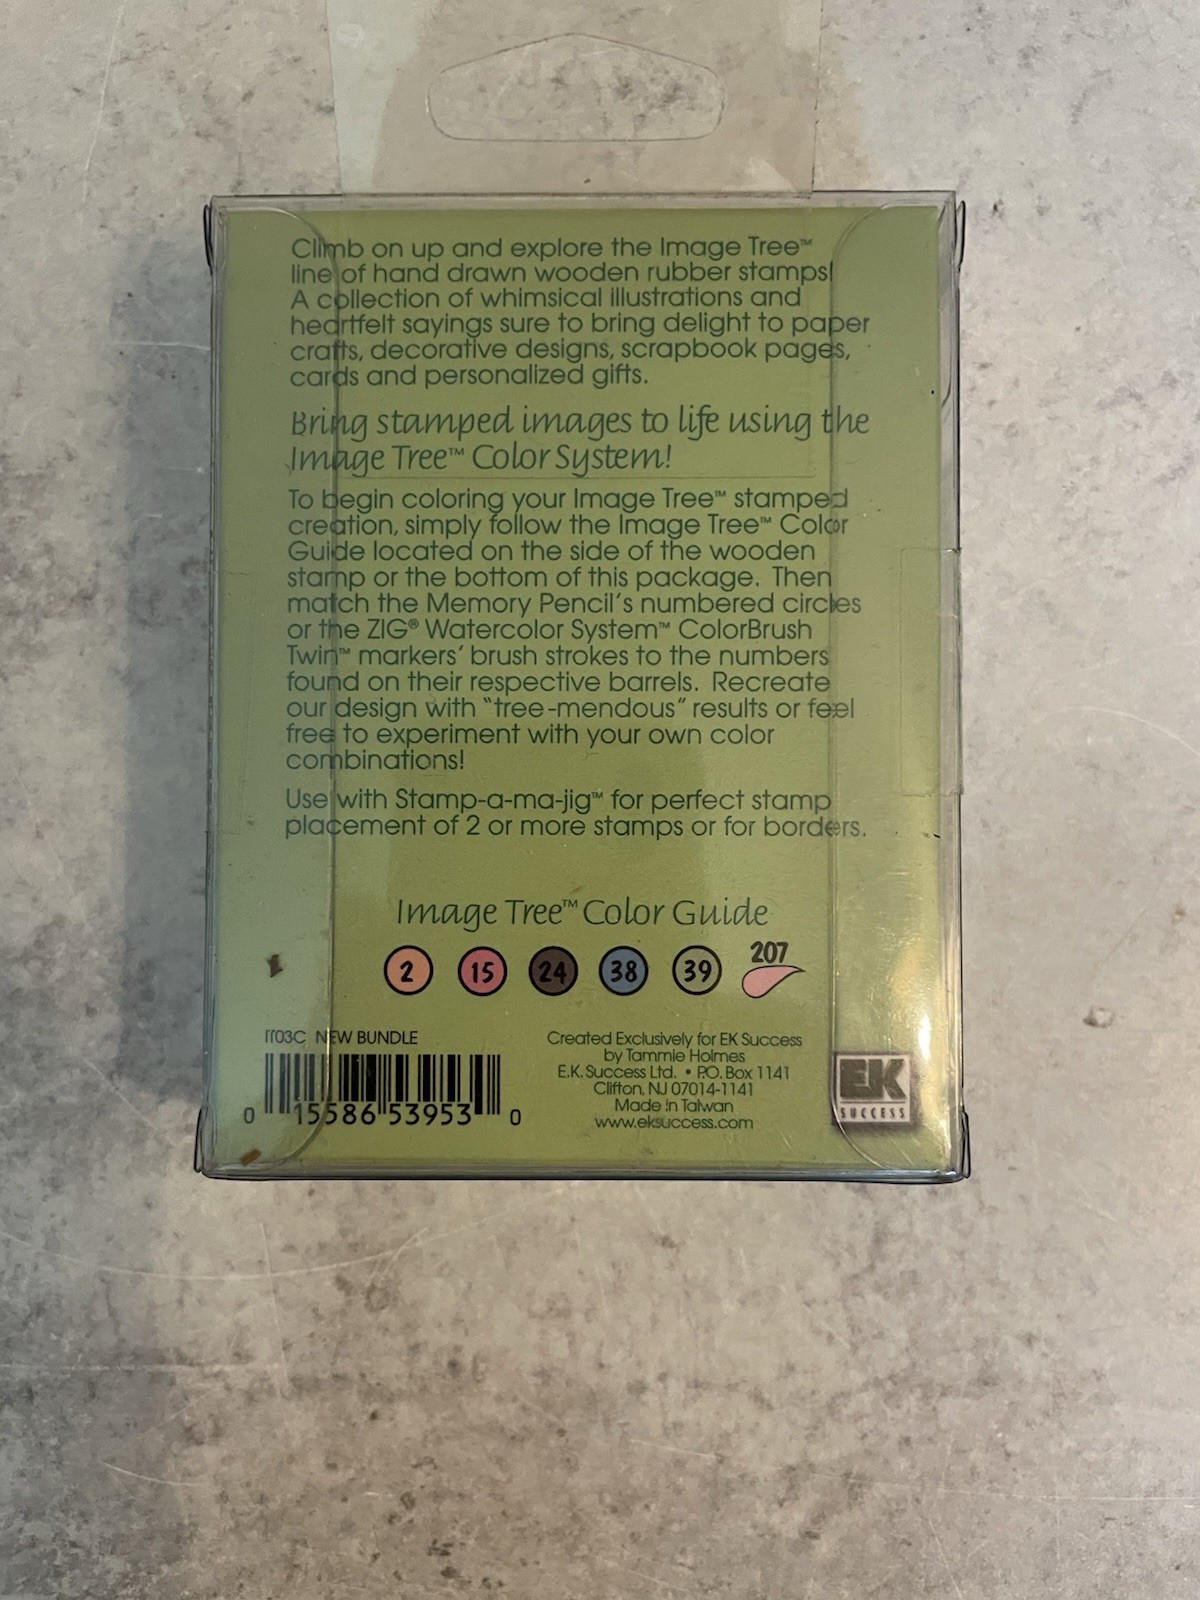 Climb on up and explore the Image Tree™
line of hand drawn wooden rubber stamps!
A collection of whimsical illustrations and
heartfelt sayings sure to bring delight to paper
crafts, decorative designs, scrapbook pages,
cards and personalized gifts.
Bring stamped images to life using the
Image Tree™ Color System!
To begin coloring your Image Tree™ stamped
creation, simply follow the Image Tree™ Color
Guide located on the side of the wooden
stamp or the bottom of this package. Then
match the Memory Pencil's numbered circles
or the ZIG® Watercolor System™ ColorBrush
Twin™ markers' brush strokes to the numbers
found on their respective barrels. Recreate
our design with "tree-mendous" results or feel
free to experiment with your own color
combinations!
Use with Stamp-a-ma-jig™ for perfect stamp
placement of 2 or more stamps or for borders.
Image Tree™ Color Guide
2 15 24 38 39 207
NEW BUNDLE
0 15586 53953 0
Created Exclusively for EK Success
by Tammie Holmes
E.K. Success Ltd. • P.O. Box 1141
Clifton, NJ 07014-1141
Made in Taiwan
www.eksuccess.com
EK
SUCCESS